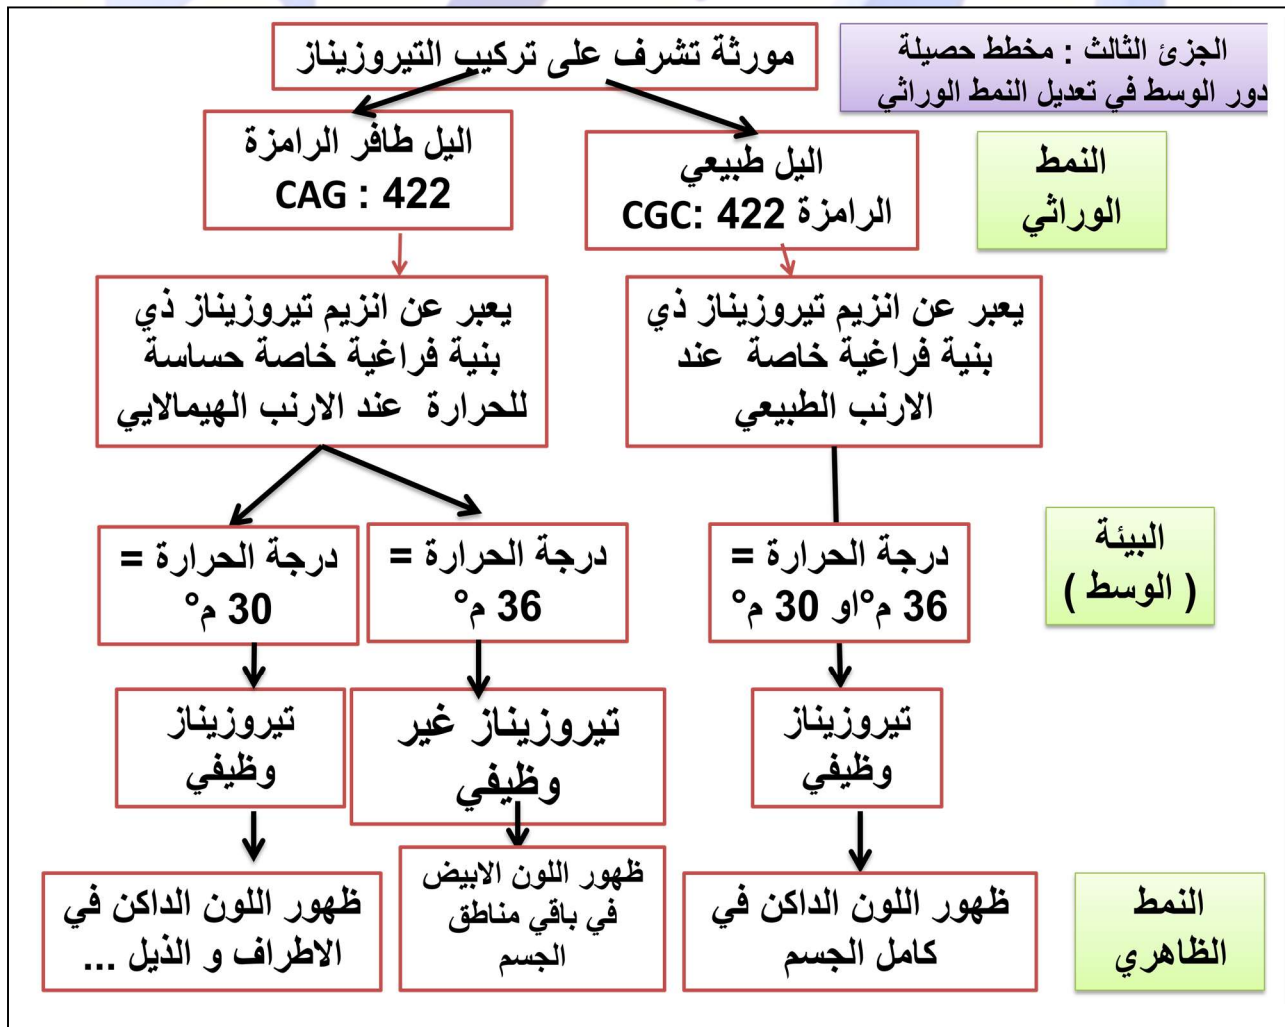 الجزئ الثالث : مخطط حصيلة
دور الوسط في تعديل النمط الوراثي
مورثة تشرف على تركيب التيروزيناز
النمط
الوراثي
اليل طبيعي
الرامزة 422 :CGC
اليل طافر الرامزة
CAG : 422
يعبر عن انزيم تيروزيناز ذي
بنية فراغية خاصة عند
الارنب الطبيعي
يعبر عن انزيم تيروزيناز ذي
بنية فراغية خاصة حساسة
للحرارة عند الارنب الهيمالايي
البيئة
( الوسط )
درجة الحرارة =
36 م°او 30 م°
درجة الحرارة =
36 م°
درجة الحرارة =
30 م°
تيروزيناز
وظيفي
تيروزيناز غير
وظيفي
تيروزيناز
وظيفي
النمط
الظاهري
ظهور اللون الداكن في
كامل الجسم
ظهور اللون الابيض
في باقي مناطق
الجسم
ظهور اللون الداكن في
الاطراف و الذيل ...